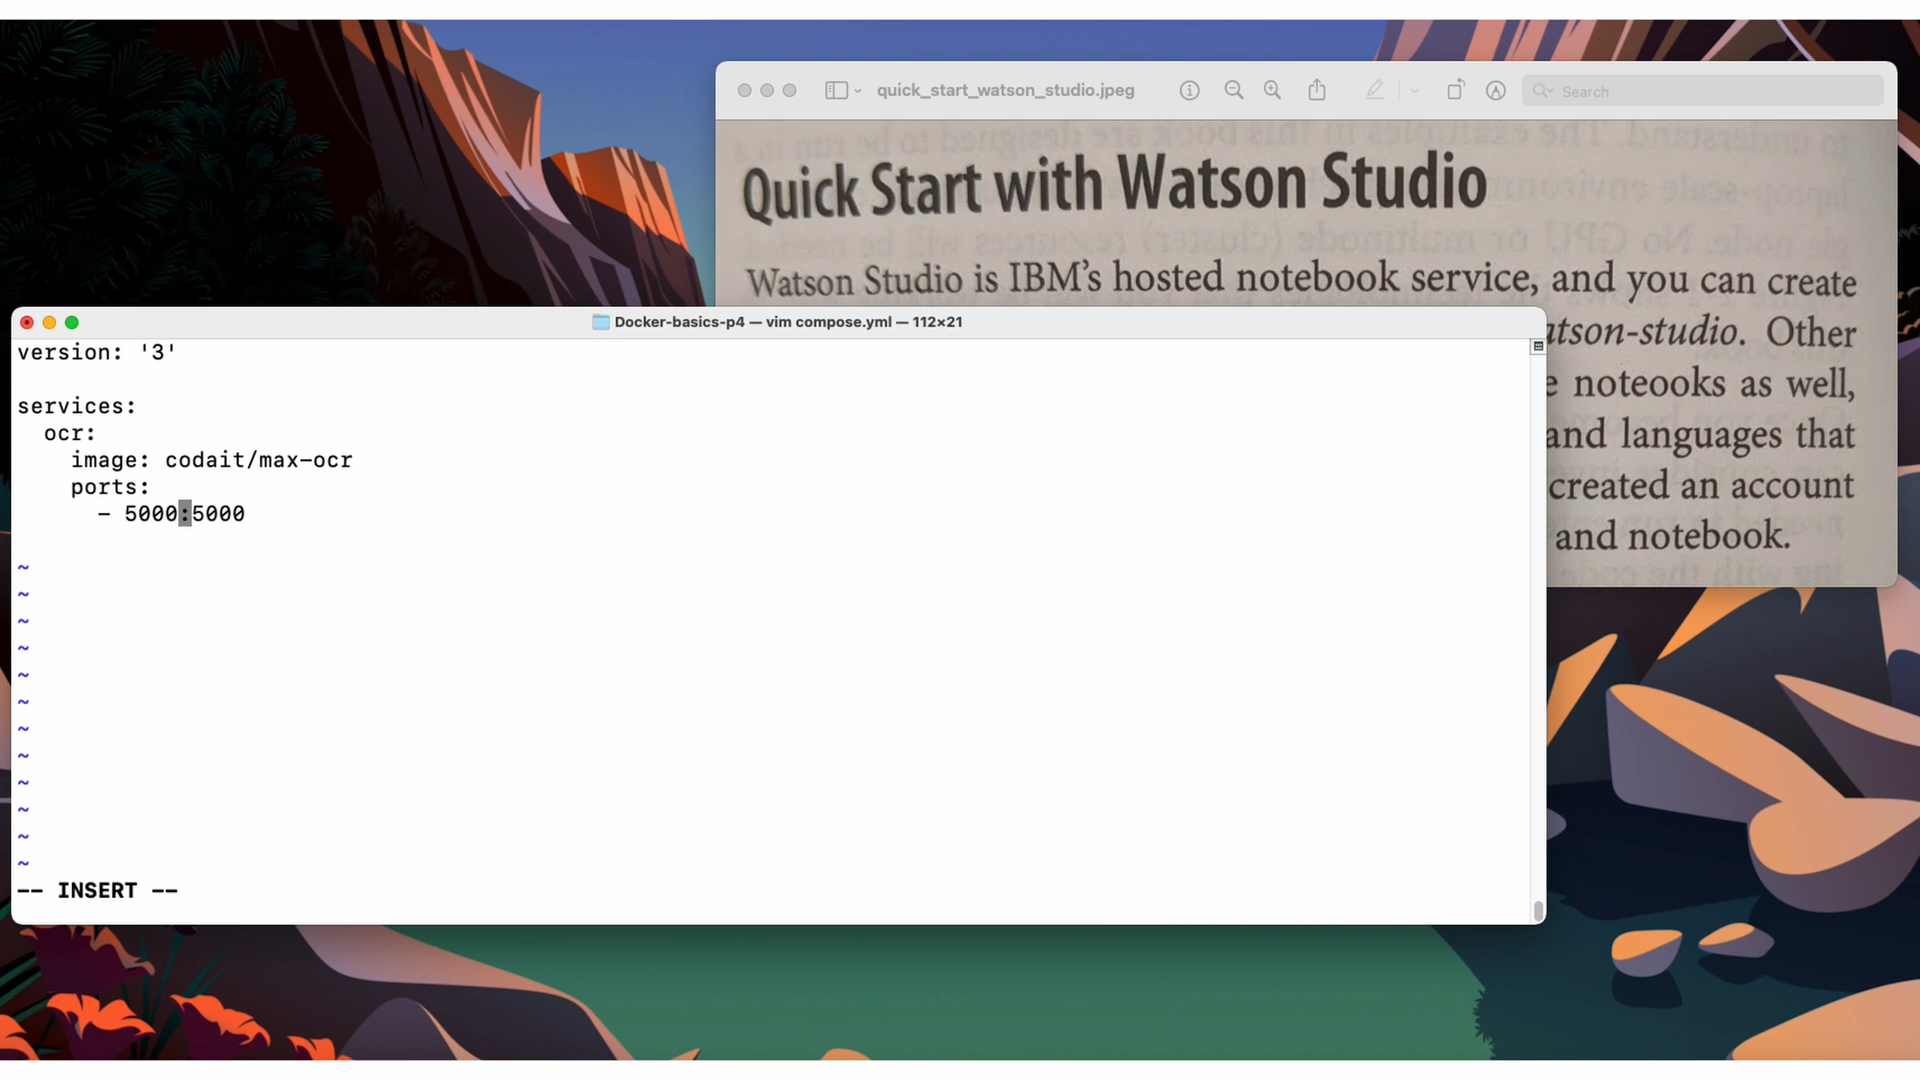 quick_start_watson_studio.jpeg
Search
Quick Start with Watson Studio
Watson Studio is IBM's hosted notebook service, and you can create
atson-studio. Other
e noteooks as well,
and languages that
created an account
and notebook.
Docker-basics-p4 — vim compose.yml — 112×21
version: '3'
services:
  ocr:
    image: codait/max-ocr
    ports:
      - 5000:5000
~
~
~
~
~
~
~
~
~
~
~
~
-- INSERT --